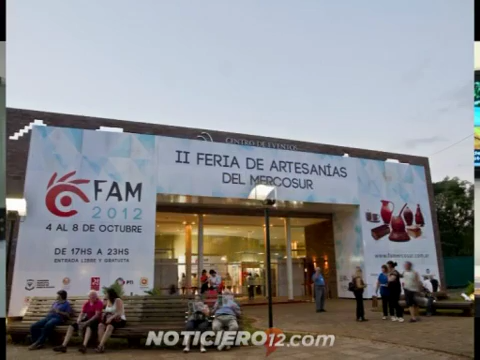 CENTRO DE EVENTOS
II FERIA DE ARTESANÍAS
DEL MERCOSUR
FAM
2012
4 AL 8 DE OCTUBRE
DE 17HS A 23HS
ENTRADA LIBRE Y GRATUITA
NOTICIERO12.com